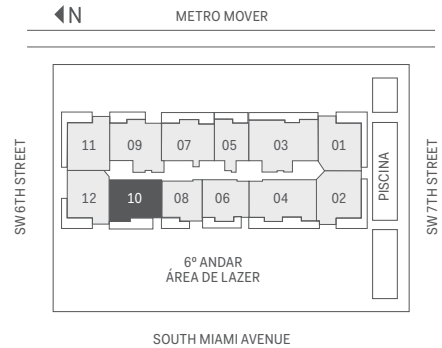 N
METRO MOVER
SW 6TH STREET
11 09 07 05 03 01
12 10 08 06 04 02
PISCINA
SW 7TH STREET
6º ANDAR
ÁREA DE LAZER
SOUTH MIAMI AVENUE